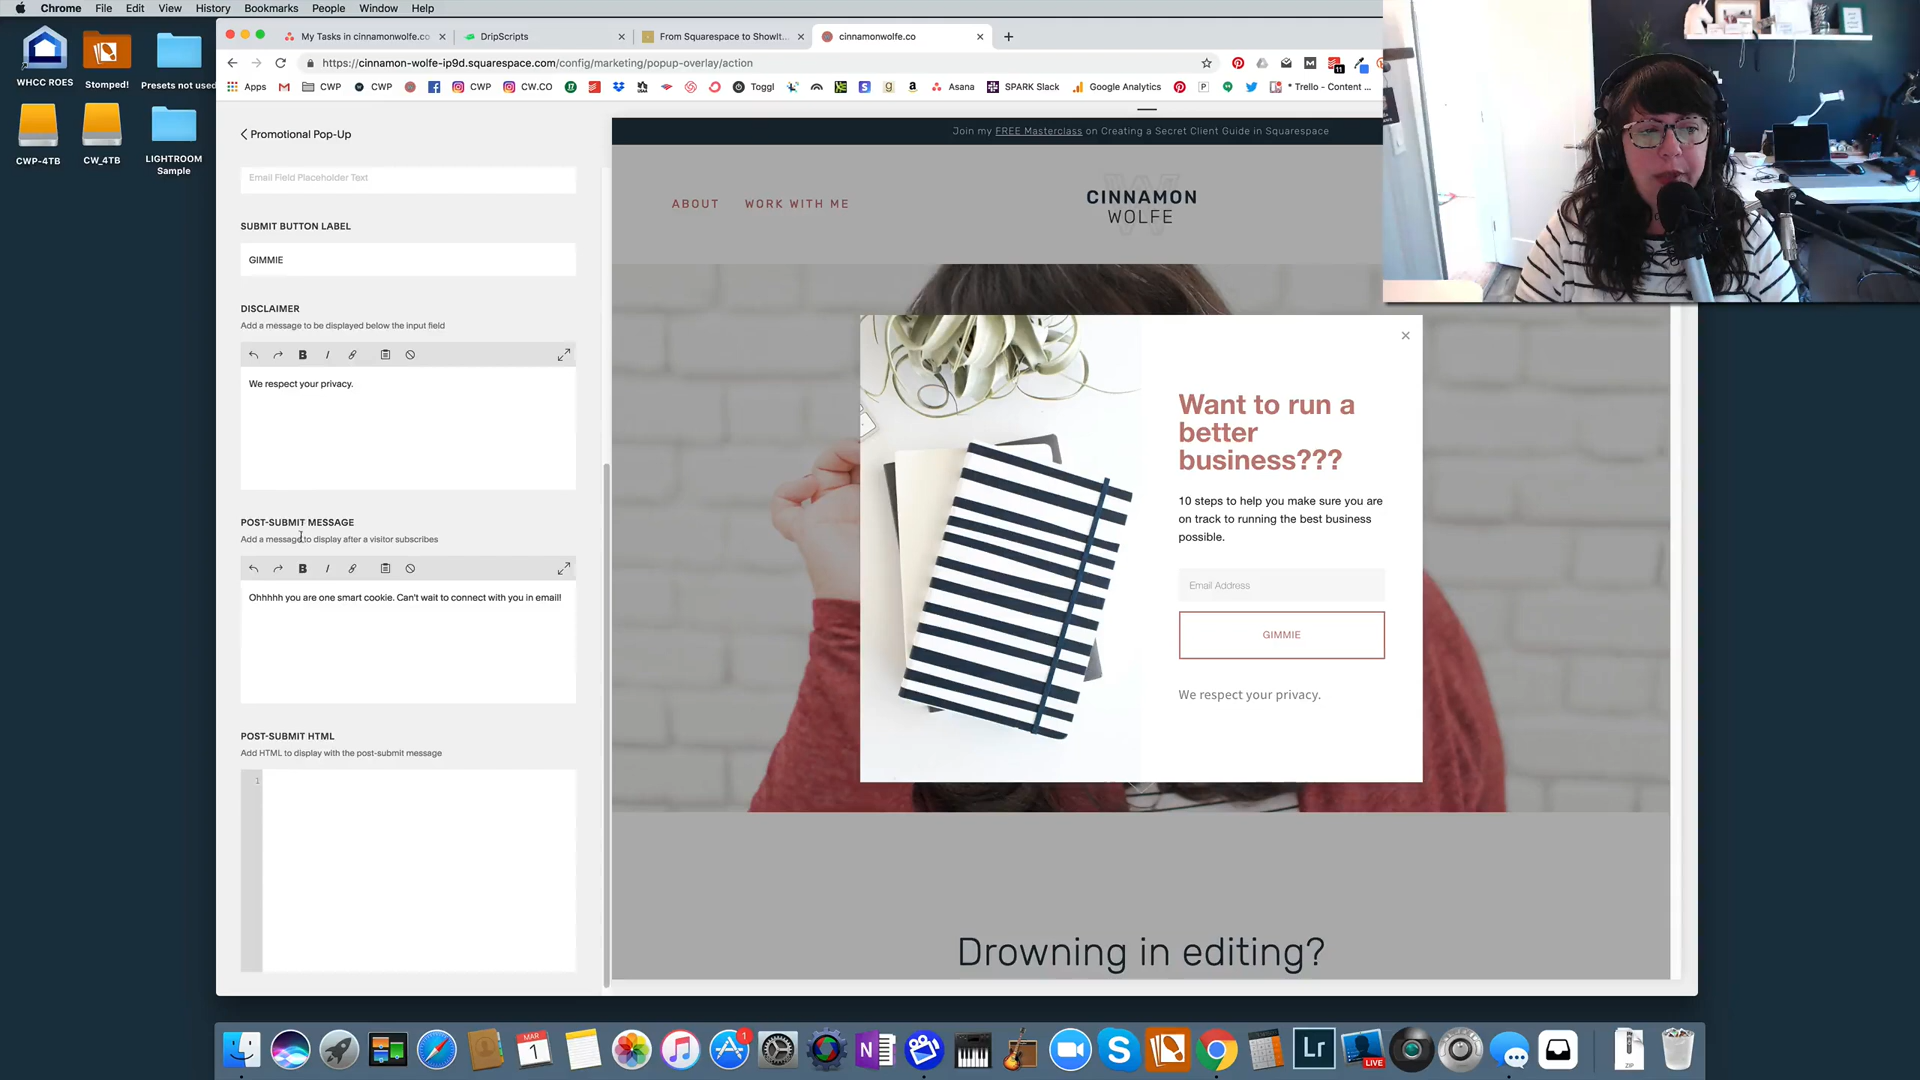 Chrome File Edit View History Bookmarks People Window Help
WHCC ROES
Stomped!
Presets not used
CWP-4TB
CW_4TB
LIGHTROOM
Sample
My Tasks in cinnamonwolfe.co
DripScripts
From Squarespace to ShowIt...
cinnamonwolfe.co
https://cinnamon-wolfe-ip9d.squarespace.com/config/marketing/popup-overlay/action
11
Apps CWP CWP CWP CW.CO Toggl Asana SPARK Slack Google Analytics * Trello - Content ...
Promotional Pop-Up
Email Field Placeholder Text
SUBMIT BUTTON LABEL
GIMMIE
DISCLAIMER
Add a message to be displayed below the input field
We respect your privacy.
POST-SUBMIT MESSAGE
Add a message to display after a visitor subscribes
Ohhhhh you are one smart cookie. Can't wait to connect with you in email!
POST-SUBMIT HTML
Add HTML to display with the post-submit message
1
Join my FREE Masterclass on Creating a Secret Client Guide in Squarespace
ABOUT WORK WITH ME
CINNAMON
WOLFE
Want to run a
better
business???
10 steps to help you make sure you are
on track to running the best business
possible.
Email Address
GIMMIE
We respect your privacy.
Drowning in editing?
MAR
1
1
Lr
LIVE
ZIP